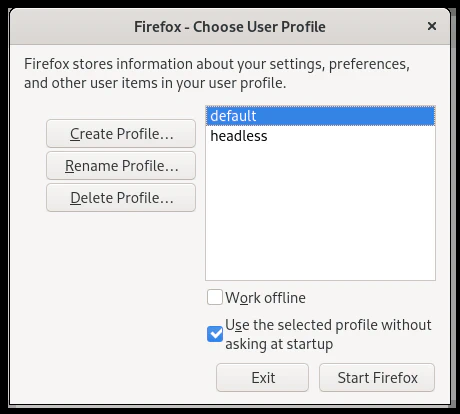 Firefox - Choose User Profile
Firefox stores information about your settings, preferences,
and other user items in your user profile.
Create Profile...
Rename Profile...
Delete Profile...
default
headless
Work offline
Use the selected profile without
asking at startup
Exit
Start Firefox